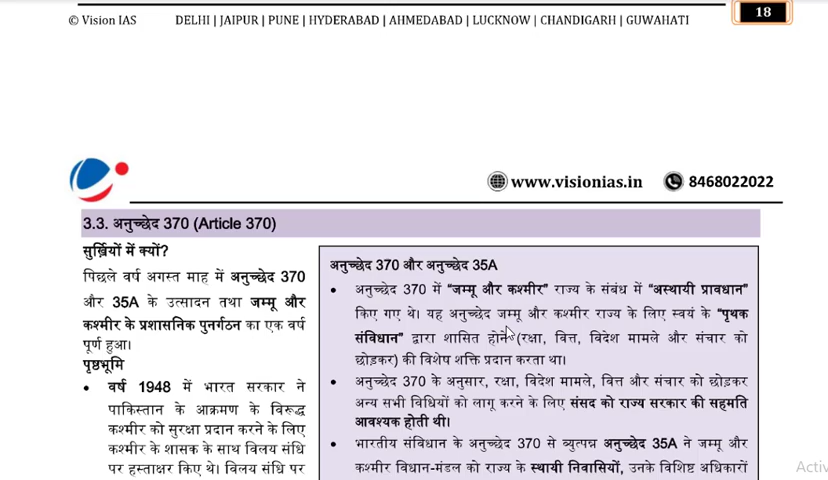 © Vision IAS
DELHI | JAIPUR | PUNE | HYDERABAD | AHMEDABAD | LUCKNOW | CHANDIGARH | GUWAHATI
18
www.visionias.in
8468022022
3.3. अनुच्छेद 370 (Article 370)
सुर्ख़ियों में क्यों?
पिछले वर्ष अगस्त माह में अनुच्छेद 370
और 35A के उत्सादन तथा जम्मू और
कश्मीर के प्रशासनिक पुनर्गठन का एक वर्ष
पूर्ण हुआ।
पृष्ठभूमि
• वर्ष 1948 में भारत सरकार ने
पाकिस्तान के आक्रमण के विरूद्ध
कश्मीर को सुरक्षा प्रदान करने के लिए
कश्मीर के शासक के साथ विलय संधि
पर हस्ताक्षर किए थे। विलय संधि पर
अनुच्छेद 370 और अनुच्छेद 35A
• अनुच्छेद 370 में "जम्मू और कश्मीर" राज्य के संबंध में "अस्थायी प्रावधान"
किए गए थे। यह अनुच्छेद जम्मू और कश्मीर राज्य के लिए स्वयं के "पृथक
संविधान" द्वारा शासित होने (रक्षा, वित्त, विदेश मामले और संचार को
छोड़कर) की विशेष शक्ति प्रदान करता था।
• अनुच्छेद 370 के अनुसार, रक्षा, विदेश मामले, वित्त और संचार को छोड़कर
अन्य सभी विधियों को लागू करने के लिए संसद को राज्य सरकार की सहमति
आवश्यक होती थी।
• भारतीय संविधान के अनुच्छेद 370 से व्युत्पन्न अनुच्छेद 35A ने जम्मू और
कश्मीर विधान-मंडल को राज्य के स्थायी निवासियों, उनके विशिष्ट अधिकारों
Activ